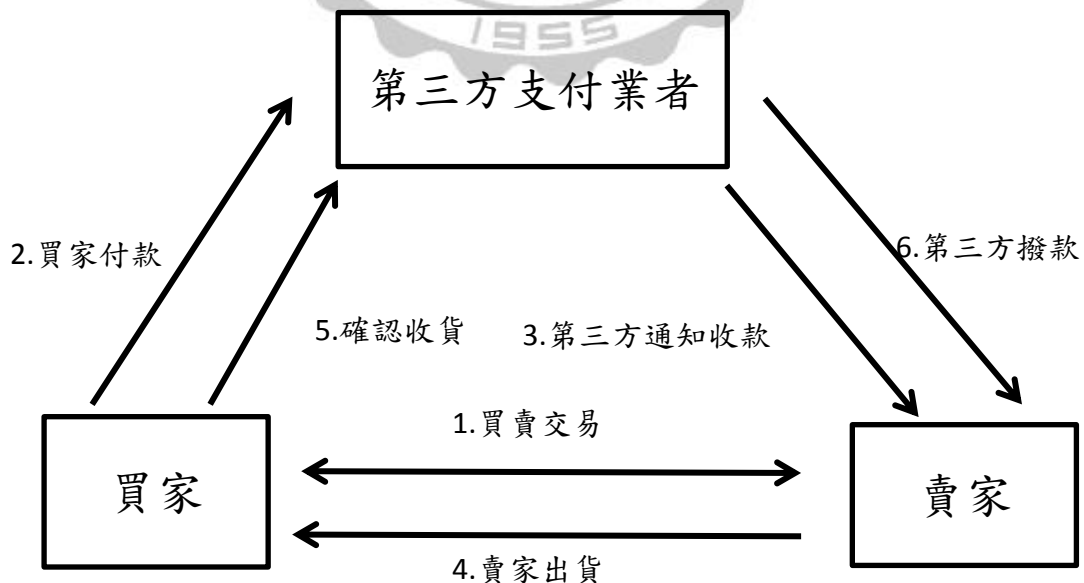 1955
第三方支付業者
2.買家付款
6.第三方撥款
5.確認收貨
3.第三方通知收款
1.買賣交易
買家
賣家
4.賣家出貨